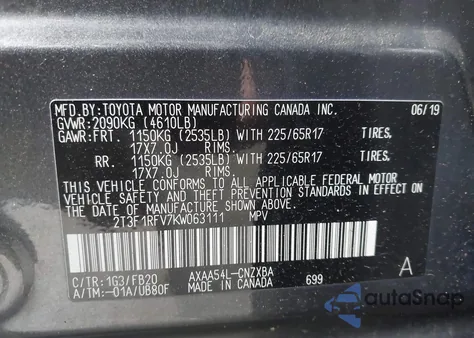 MFD.BY:TOYOTA MOTOR MANUFACTURING CANADA INC. 06/19
GVWR:2090KG (4610LB)
GAWR:FRT. 1150KG (2535LB) WITH 225/65R17 TIRES.
17X7.0J RIMS.
RR. 1150KG (2535LB) WITH 225/65R17 TIRES.
17X7.0J RIMS.
THIS VEHICLE CONFORMS TO ALL APPLICABLE FEDERAL MOTOR
VEHICLE SAFETY AND THEFT PREVENTION STANDARDS IN EFFECT ON
THE DATE OF MANUFACTURE SHOWN ABOVE.
2T3F1RFV7KW063111 MPV
C/TR:1G3/FB20 AXAA54L-CNZXBA A
A/TM:-01A/UB80F MADE IN CANADA 699
autoSnap